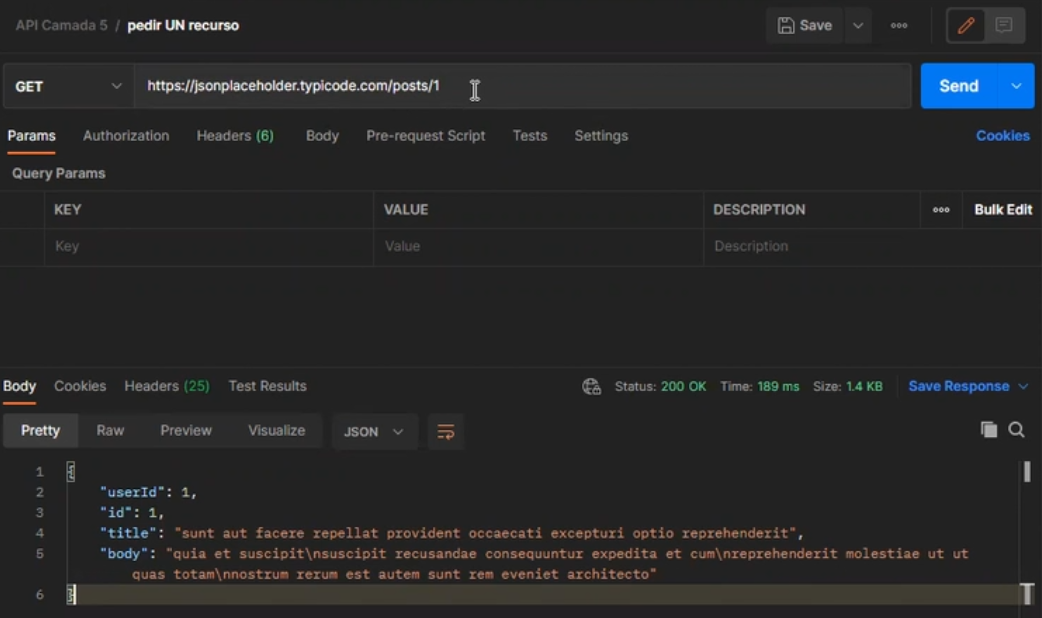 API Camada 5 / pedir UN recurso
Save
GET
https://jsonplaceholder.typicode.com/posts/1
Send
Params Authorization Headers (6) Body Pre-request Script Tests Settings Cookies
Query Params
KEY VALUE DESCRIPTION ooo Bulk Edit
Key Value Description
Body Cookies Headers (25) Test Results Status: 200 OK Time: 189 ms Size: 1.4 KB Save Response
Pretty Raw Preview Visualize JSON
1 {
2 "userId": 1,
3 "id": 1,
4 "title": "sunt aut facere repellat provident occaecati excepturi optio reprehenderit",
5 "body": "quia et suscipit\nsuscipit recusandae consequuntur expedita et cum\nreprehenderit molestiae ut ut
quas totam\nnostrum rerum est autem sunt rem eveniet architecto"
6 }